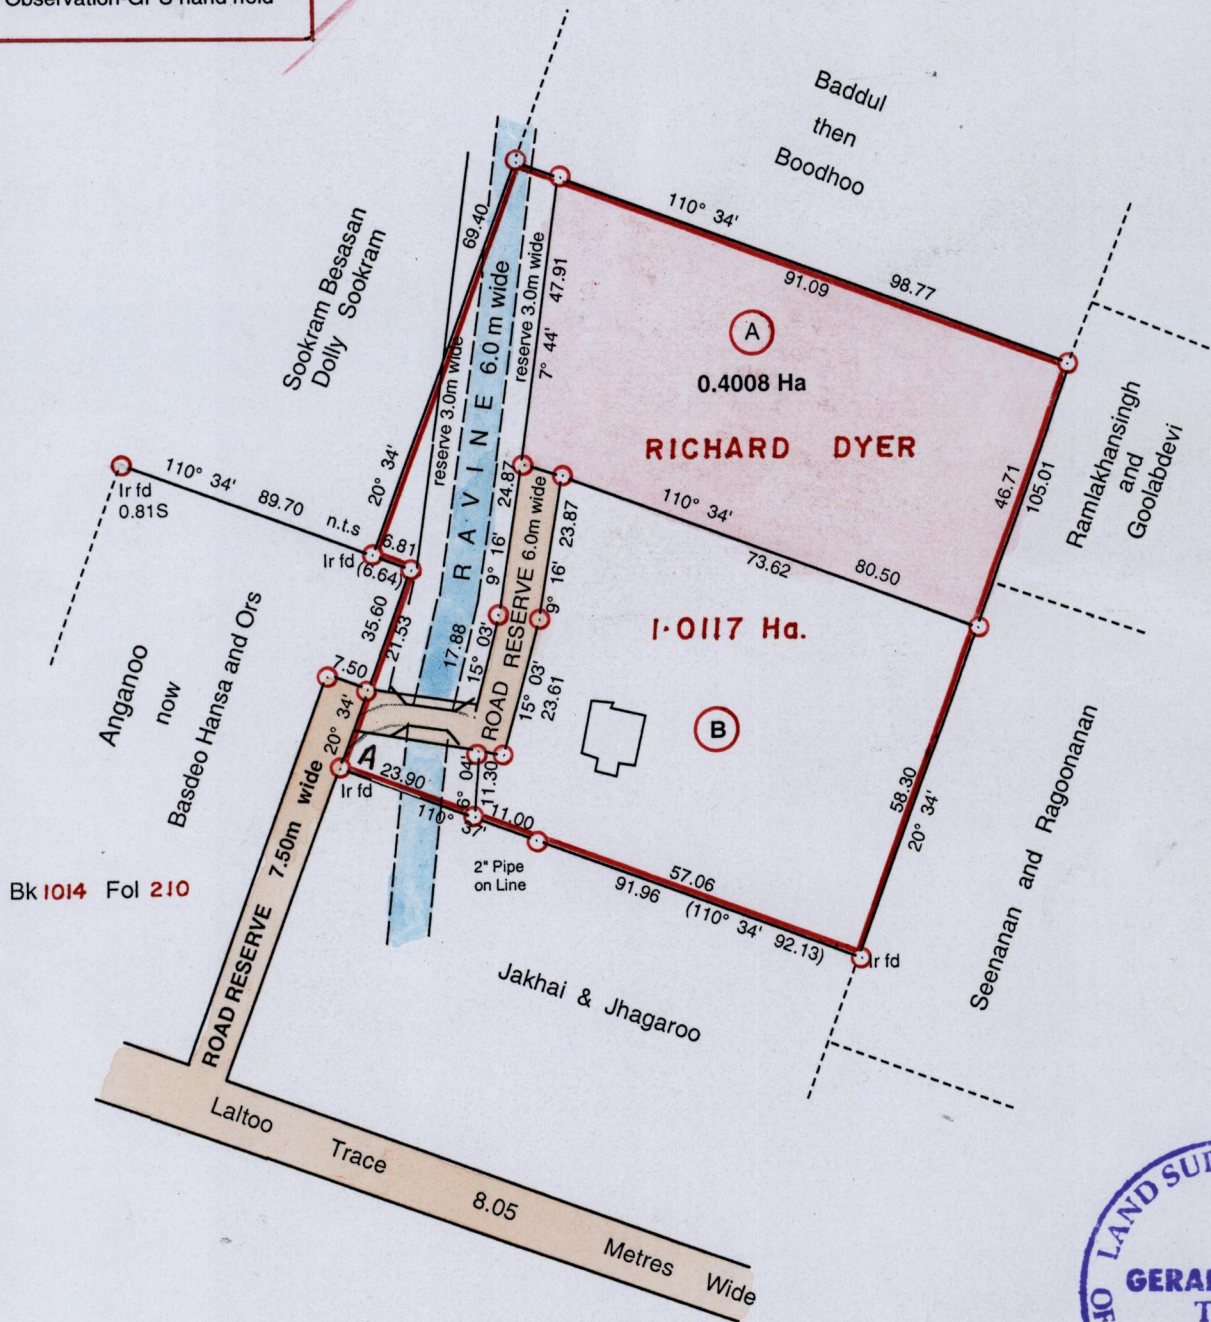 Observation-GPS hand held
Baddul
then
Boodhoo
110° 34'
91.09
98.77
69.40
Sookram Besasan
Dolly Sookram
reserve 3.0m wide
RAVINE 6.0 m wide
reserve 3.0m wide
7° 44'
47.91
A
0.4008 Ha
RICHARD DYER
46.71
105.01
Ramlakhansingh
and
Goolabdevi
20° 34'
110° 34' 89.70
n.t.s
Ir fd
0.81S
Ir fd
6.81
(6.64)
24.87
9° 16'
23.87
9° 16'
110° 34'
73.62
80.50
ROAD RESERVE 6.0m wide
1.0117 Ha.
35.60
21.53
17.88
15° 03'
15° 03'
23.61
Anganoo
now
Basdeo Hansa and Ors
7.50
20° 34'
B
A
Ir fd
23.90
110° 37'
6° 04'
11.30
11.00
2" Pipe
on Line
57.06
91.96
(110° 34' 92.13)
Ir fd
58.30
20° 34'
Seenanan and Ragoonanan
Bk 1014 Fol 210
ROAD RESERVE 7.50m wide
Jakhai & Jhagaroo
Laltoo Trace 8.05 Metres Wide
LAND SU
GERA